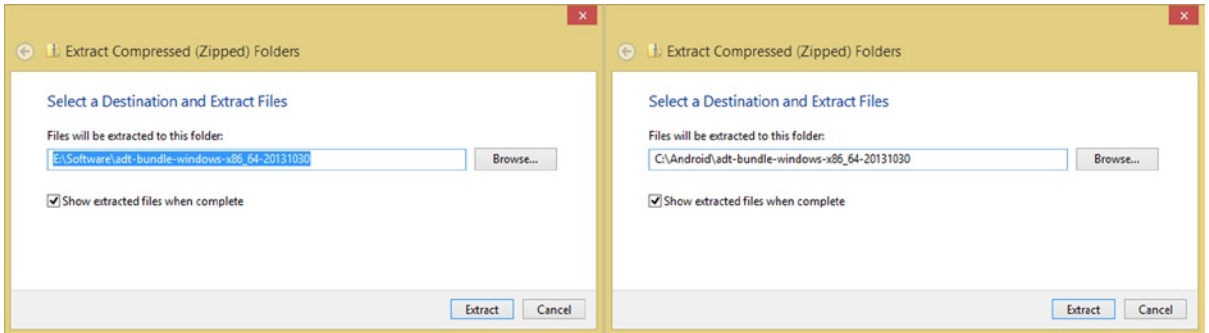 Extract Compressed (Zipped) Folders
Select a Destination and Extract Files
Files will be extracted to this folder:
E:\Software\adt-bundle-windows-x86_64-20131030
Browse...
Show extracted files when complete
Extract
Cancel
Extract Compressed (Zipped) Folders
Select a Destination and Extract Files
Files will be extracted to this folder:
C:\Android\adt-bundle-windows-x86_64-20131030
Browse...
Show extracted files when complete
Extract
Cancel